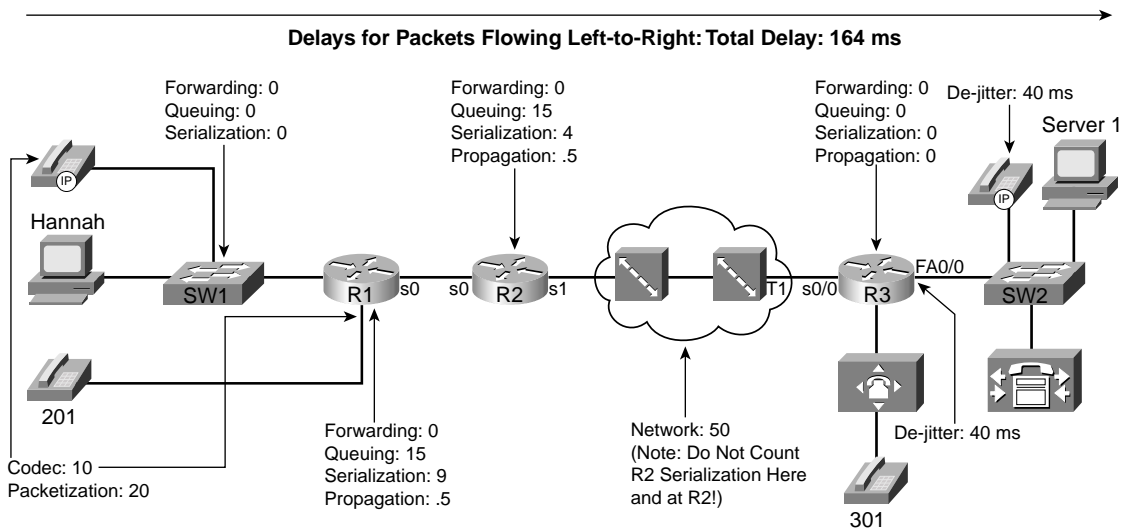 Delays for Packets Flowing Left-to-Right: Total Delay: 164 ms
Forwarding: 0
Queuing: 0
Serialization: 0
Forwarding: 0
Queuing: 15
Serialization: 4
Propagation: .5
Forwarding: 0
Queuing: 0
Serialization: 0
Propagation: 0
De-jitter: 40 ms
Server 1
IP
IP
Hannah
SW1
R1
s0
s0
R2
s1
T1
s0/0
R3
FA0/0
SW2
201
Codec: 10
Packetization: 20
Forwarding: 0
Queuing: 15
Serialization: 9
Propagation: .5
Network: 50
(Note: Do Not Count
R2 Serialization Here
and at R2!)
De-jitter: 40 ms
301